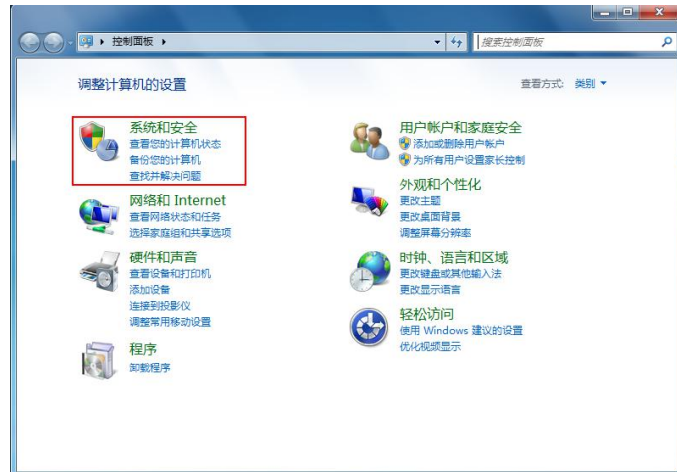 控制面板
搜索控制面板
调整计算机的设置
查看方式: 类别
系统和安全
查看您的计算机状态
备份您的计算机
查找并解决问题
网络和 Internet
查看网络状态和任务
选择家庭组和共享选项
硬件和声音
查看设备和打印机
添加设备
连接到投影仪
调整常用移动设置
程序
卸载程序
用户帐户和家庭安全
添加或删除用户帐户
为所有用户设置家长控制
外观和个性化
更改主题
更改桌面背景
调整屏幕分辨率
时钟、语言和区域
更改键盘或其他输入法
更改显示语言
轻松访问
使用 Windows 建议的设置
优化视频显示